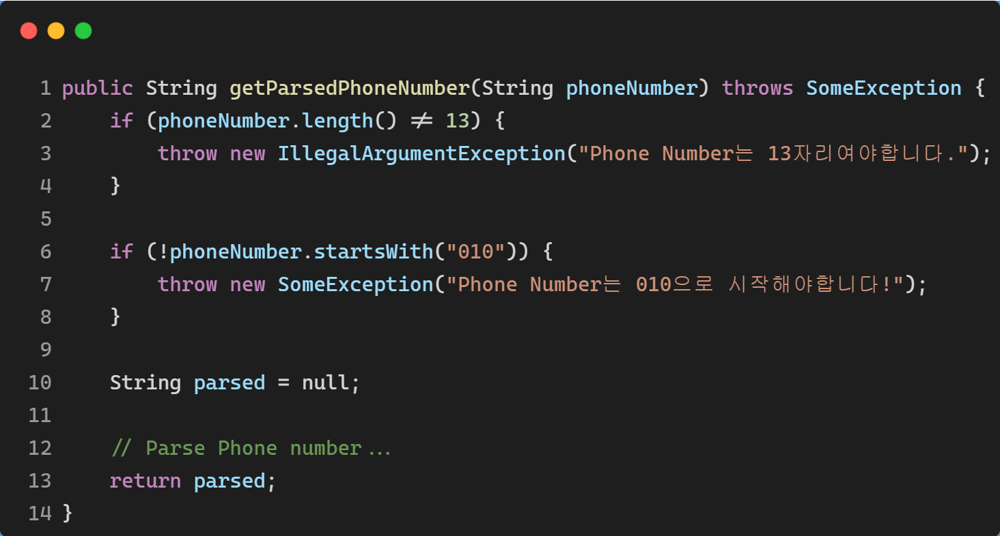 1 public String getParsedPhoneNumber(String phoneNumber) throws SomeException {
2     if (phoneNumber.length() ≠ 13) {
3         throw new IllegalArgumentException("Phone Number는 13자리여야합니다.");
4     }
5
6     if (!phoneNumber.startsWith("010")) {
7         throw new SomeException("Phone Number는 010으로 시작해야합니다!");
8     }
9
10     String parsed = null;
11
12     // Parse Phone number...
13     return parsed;
14 }